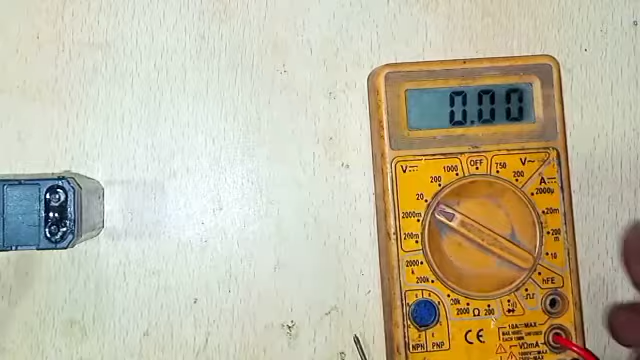 0.00
V⎓ 1000 OFF 750 V~
200 200 A⎓
20 2000µ
2000m 20m
200m 200m
2000 10
k
200k hFE
20k
2000 Ω 200
NPN PNP
CE
10A⎓MAX
VΩmA